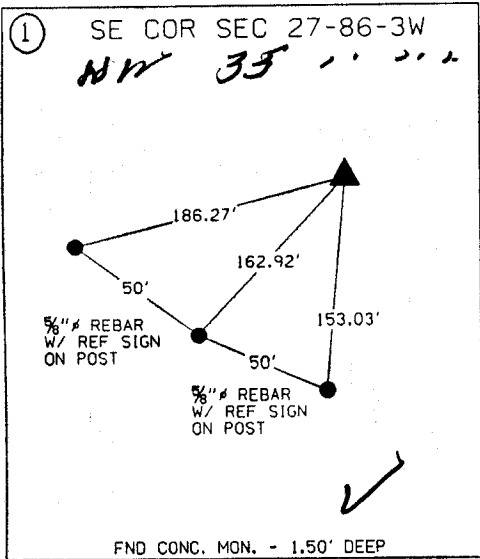 ① SE COR SEC 27-86-3W
35 " " "
186.27'
162.92'
50'
153.03'
⅝"ø REBAR
W/ REF SIGN
ON POST
50'
⅝"ø REBAR
W/ REF SIGN
ON POST
FND CONC. MON. - 1.50' DEEP